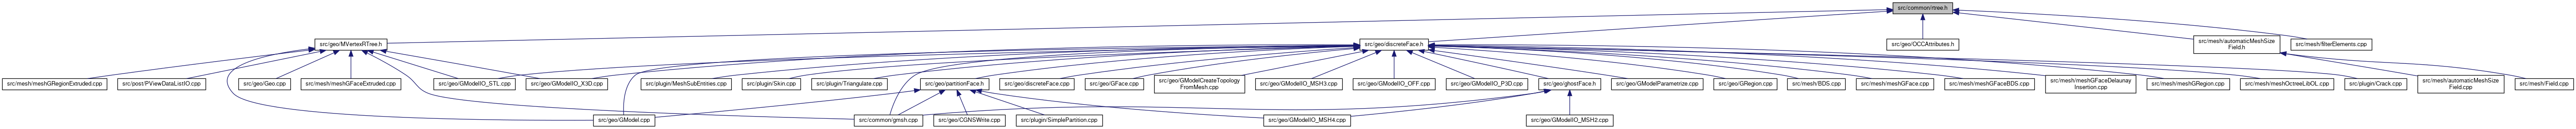 src/common/rtree.h
src/geo/MVertexRTree.h
src/geo/discreteFace.h
src/geo/OCCAttributes.h
src/mesh/automaticMeshSize
Field.h
src/mesh/filterElements.cpp
src/mesh/meshGRegionExtruded.cpp
src/post/PViewDataListIO.cpp
src/geo/Geo.cpp
src/mesh/meshGFaceExtruded.cpp
src/geo/GModelIO_STL.cpp
src/geo/GModelIO_X3D.cpp
src/plugin/MeshSubEntities.cpp
src/plugin/Skin.cpp
src/plugin/Triangulate.cpp
src/geo/partitionFace.h
src/geo/discreteFace.cpp
src/geo/GFace.cpp
src/geo/GModelCreateTopology
FromMesh.cpp
src/geo/GModelIO_MSH3.cpp
src/geo/GModelIO_OFF.cpp
src/geo/GModelIO_P3D.cpp
src/geo/ghostFace.h
src/geo/GModelParametrize.cpp
src/geo/GRegion.cpp
src/mesh/BDS.cpp
src/mesh/meshGFace.cpp
src/mesh/meshGFaceBDS.cpp
src/mesh/meshGFaceDelaunay
Insertion.cpp
src/mesh/meshGRegion.cpp
src/mesh/meshOctreeLibOL.cpp
src/plugin/Crack.cpp
src/mesh/automaticMeshSize
Field.cpp
src/mesh/Field.cpp
src/geo/GModel.cpp
src/common/gmsh.cpp
src/geo/CGNSWrite.cpp
src/plugin/SimplePartition.cpp
src/geo/GModelIO_MSH4.cpp
src/geo/GModelIO_MSH2.cpp